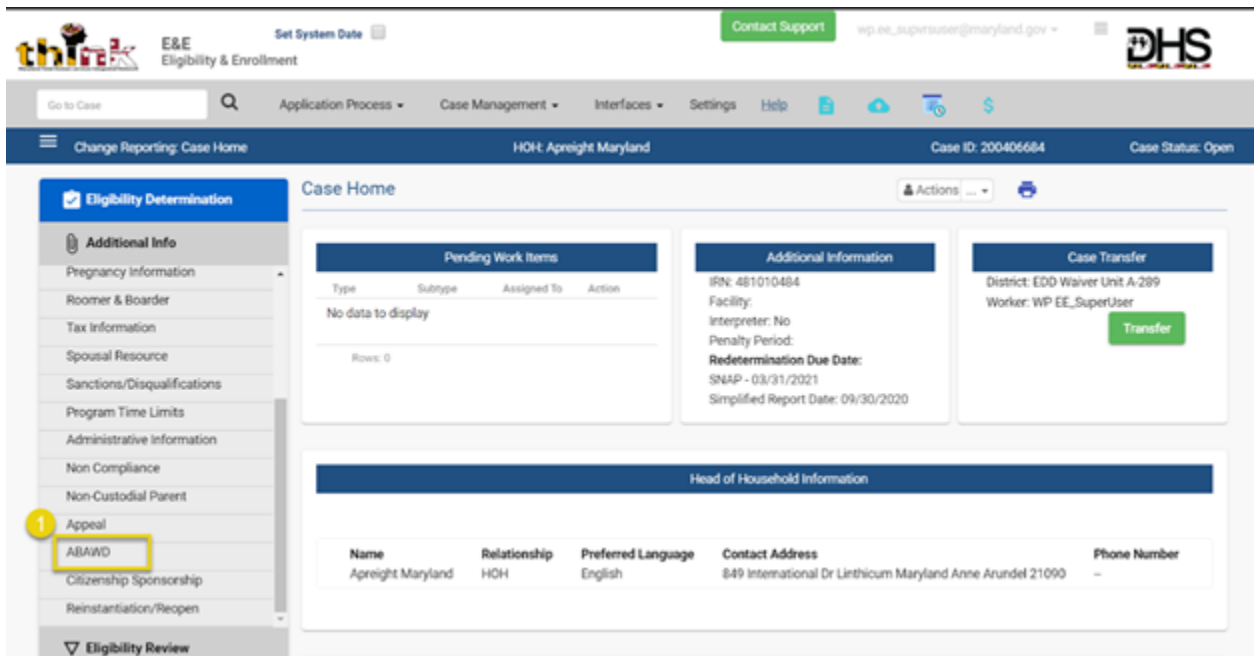 think
E&E
Eligibility & Enrollment
Set System Date
Contact Support
wp.ee_supvrsuser@maryland.gov
DHS
Go to Case
Application Process
Case Management
Interfaces
Settings
Help
$
Change Reporting: Case Home
HOH: Apreight Maryland
Case ID: 200406684
Case Status: Open
Eligibility Determination
Additional Info
Pregnancy Information
Roomer & Boarder
Tax Information
Spousal Resource
Sanctions/Disqualifications
Program Time Limits
Administrative Information
Non Compliance
Non-Custodial Parent
1
Appeal
ABAWD
Citizenship Sponsorship
Reinstantiation/Reopen
Eligibility Review
Case Home
Actions ...
Pending Work Items
Type Subtype Assigned To Action
No data to display
Rows: 0
Additional Information
IRN: 481010484
Facility:
Interpreter: No
Penalty Period:
Redetermination Due Date:
SNAP - 03/31/2021
Simplified Report Date: 09/30/2020
Case Transfer
District: EDD Waiver Unit A-289
Worker: WP EE_SuperUser
Transfer
Head of Household Information
Name Relationship Preferred Language Contact Address Phone Number
Apreight Maryland HOH English 849 International Dr Linthicum Maryland Anne Arundel 21090 –